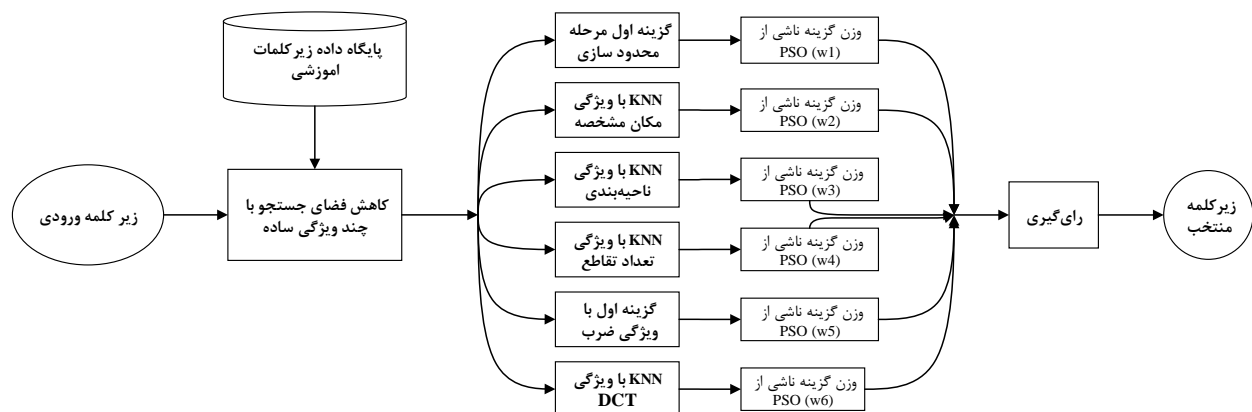 پایگاه داده زیرکلمات
اموزشی
زیر کلمه ورودی
کاهش فضای جستجو با
چند ویژگی ساده
گزینه اول مرحله
محدود سازی
وزن گزینه ناشی از
PSO (w1)
KNN با ویژگی
مکان مشخصه
وزن گزینه ناشی از
PSO (w2)
KNN با ویژگی
ناحیه‌بندی
وزن گزینه ناشی از
PSO (w3)
KNN با ویژگی
تعداد تقاطع
وزن گزینه ناشی از
PSO (w4)
گزینه اول با
ویژگی ضرب
وزن گزینه ناشی از
PSO (w5)
KNN با ویژگی
DCT
وزن گزینه ناشی از
PSO (w6)
رای‌گیری
زیرکلمه
منتخب